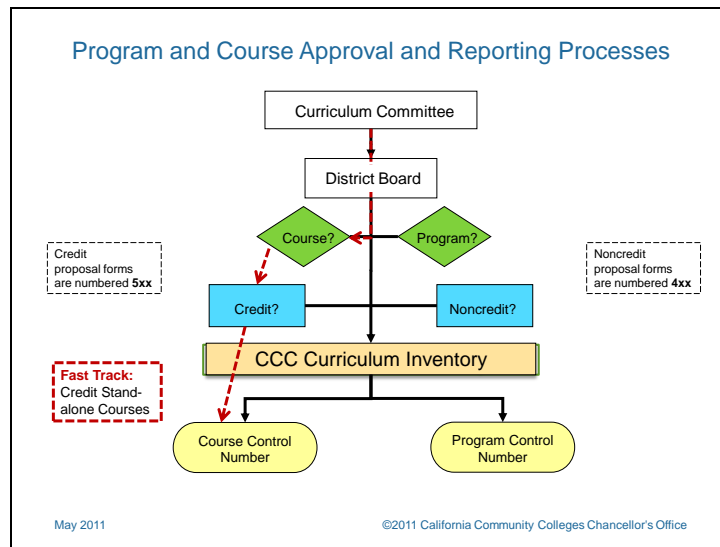 Program and Course Approval and Reporting Processes
Curriculum Committee
District Board
Course?
Program?
Credit
proposal forms
are numbered 5xx
Noncredit
proposal forms
are numbered 4xx
Credit?
Noncredit?
CCC Curriculum Inventory
Fast Track:
Credit Stand-
alone Courses
Course Control
Number
Program Control
Number
May 2011
©2011 California Community Colleges Chancellor's Office